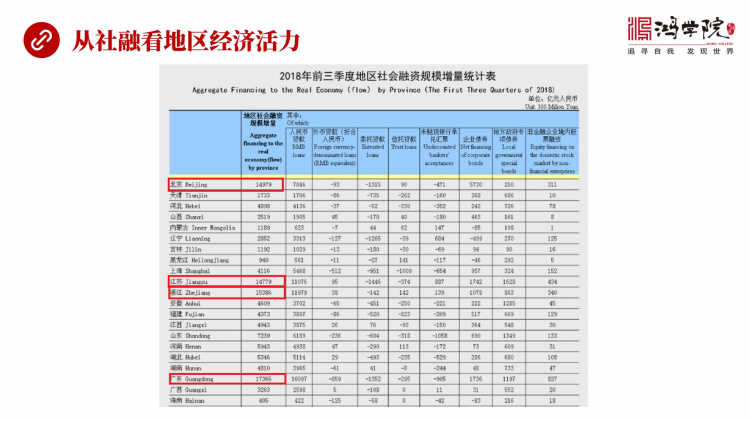 从社融看地区经济活力
鸿学院
HONG COLLEGE
追寻自我 发现世界
2018年前三季度地区社会融资规模增量统计表
Aggregate Financing to the Real Economy (flow) by Province (The First Three Quarters of 2018)
单位：亿元人民币
Unit: 100 Million Yuan
地区社会融资规模增量 Aggregate financing to the real economy(flow) by province
其中：
Of which:
人民币贷款 RMB loans
外币贷款（折合人民币） Foreign currency-denominated loans (RMB equivalent)
委托贷款 Entrusted loans
信托贷款 Trust loans
未贴现银行承兑汇票 Undiscounted bankers' acceptances
企业债券 Net financing of corporate bonds
地方政府专项债券 Local government special bonds
非金融企业境内股票融资 Equity financing on the domestic stock market by non-financial enterprises
北京 Beijing 14979 7046 -93 -1315 90 -471 5730 250 311
天津 Tianjin 1733 1706 -86 -735 -262 -160 368 686 10
河北 Hebei 4898 4136 -37 -62 -330 -352 242 726 78
山西 Shanxi 2519 1905 45 -170 40 -180 463 161 8
内蒙古 Inner Mongolia 1189 623 -7 44 62 147 -85 198 1
辽宁 Liaoning 2852 3313 -127 -1265 -39 684 -499 270 125
吉林 Jilin 1192 1029 -13 -180 -30 -69 94 90 16
黑龙江 Heilongjiang 940 561 -11 -27 141 -117 -46 292 5
上海 Shanghai 4116 5468 -512 -951 -1009 -654 957 324 152
江苏 Jiangsu 14779 11076 95 -1446 -374 887 1742 1628 434
浙江 Zhejiang 15386 11979 38 -142 142 139 1078 863 340
安徽 Anhui 4609 3702 -65 -451 -250 -221 222 1285 45
福建 Fujian 4373 3807 -86 -520 -623 -209 517 669 129
江西 Jiangxi 4943 3875 26 76 -93 -150 364 548 30
山东 Shandong 7239 6189 -236 -604 -318 -1058 690 1349 133
河南 Henan 5943 4938 47 -290 113 -172 73 609 31
湖北 Hubei 5346 5114 29 -493 -235 -529 286 680 108
湖南 Hunan 4810 3965 -61 41 -8 -244 48 733 47
广东 Guangdong 17365 16097 -859 -1352 -295 -905 1736 1197 827
广西 Guangxi 3263 2598 5 -108 0 11 31 552 20
海南 Hainan 405 422 -125 -58 0 -42 -83 216 18